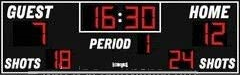 GUEST 16:30 HOME
7 PERIOD 1 12
SHOTS 18 24 SHOTS